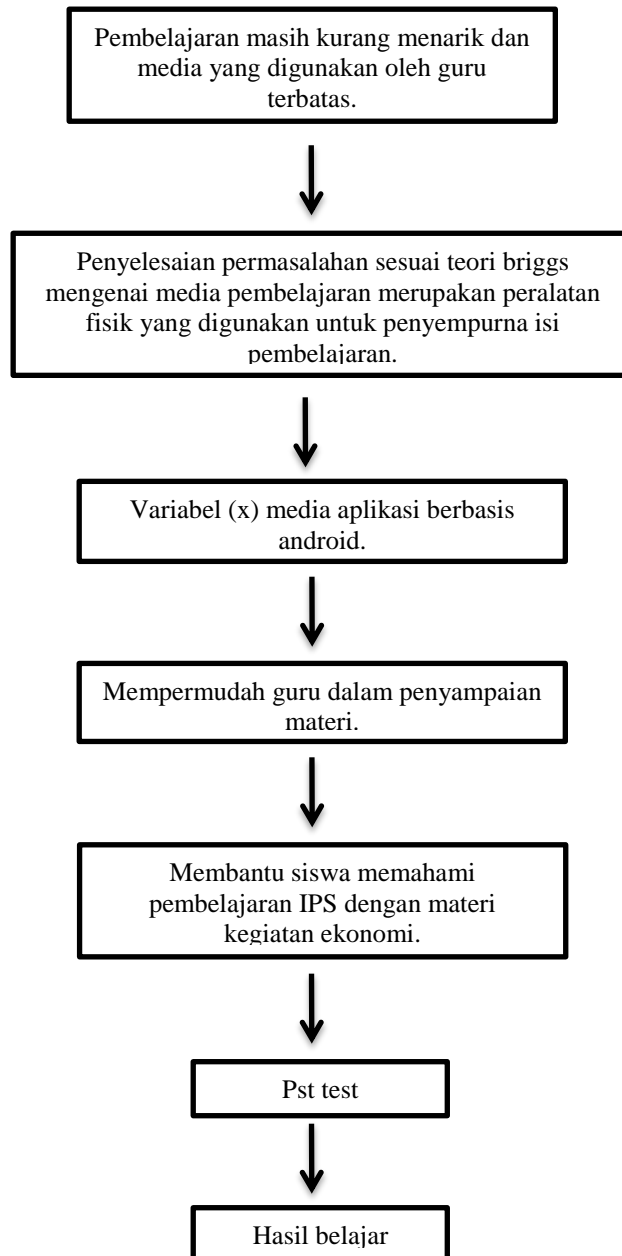 Pembelajaran masih kurang menarik dan
media yang digunakan oleh guru
terbatas.
Penyelesaian permasalahan sesuai teori briggs
mengenai media pembelajaran merupakan peralatan
fisik yang digunakan untuk penyempurna isi
pembelajaran.
Variabel (x) media aplikasi berbasis
android.
Mempermudah guru dalam penyampaian
materi.
Membantu siswa memahami
pembelajaran IPS dengan materi
kegiatan ekonomi.
Pst test
Hasil belajar